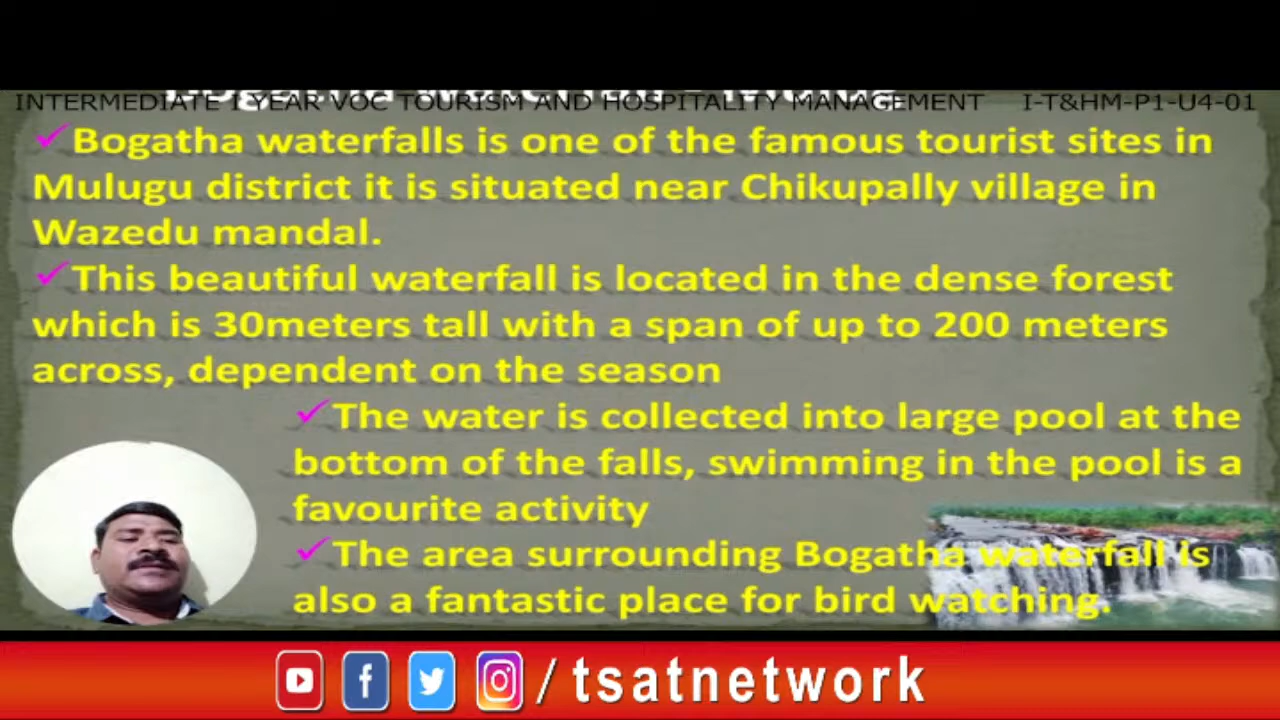 INTERMEDIATE I YEAR VOC TOURISM AND HOSPITALITY MANAGEMENT I-T&HM-P1-U4-01
Bogatha waterfalls is one of the famous tourist sites in
Mulugu district it is situated near Chikupally village in
Wazedu mandal.
This beautiful waterfall is located in the dense forest
which is 30meters tall with a span of up to 200 meters
across, dependent on the season
The water is collected into large pool at the
bottom of the falls, swimming in the pool is a
favourite activity
The area surrounding Bogatha waterfall is
also a fantastic place for bird watching.
/tsatnetwork